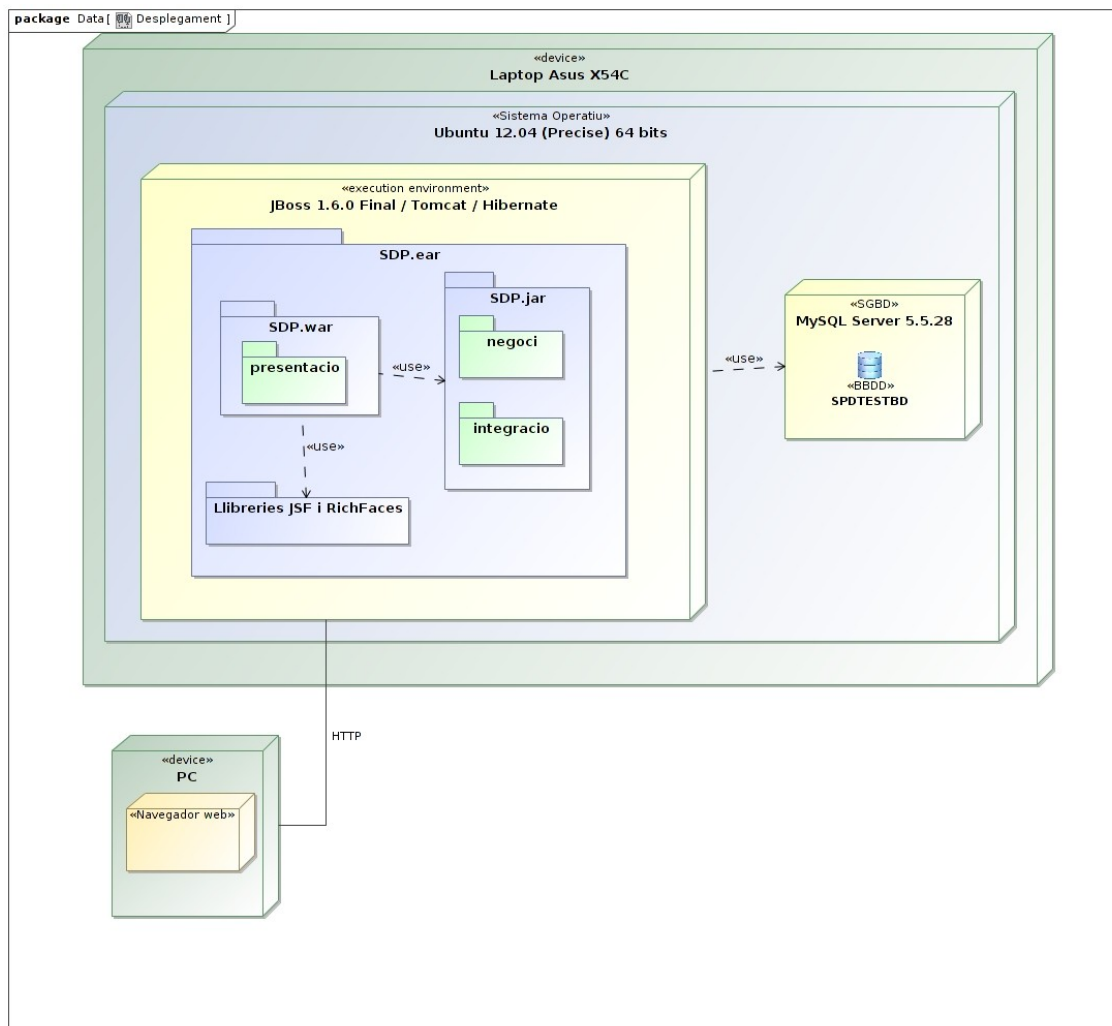 package Data [ Desplegament ]
«device»
Laptop Asus X54C
«Sistema Operatiu»
Ubuntu 12.04 (Precise) 64 bits
«execution environment»
JBoss 1.6.0 Final / Tomcat / Hibernate
SDP.ear
SDP.jar
SDP.war
negoci
presentacio
«use»
integracio
«use»
Llibreries JSF i RichFaces
«use»
«SGBD»
MySQL Server 5.5.28
«BBDD»
SPDTESTBD
HTTP
«device»
PC
«Navegador web»